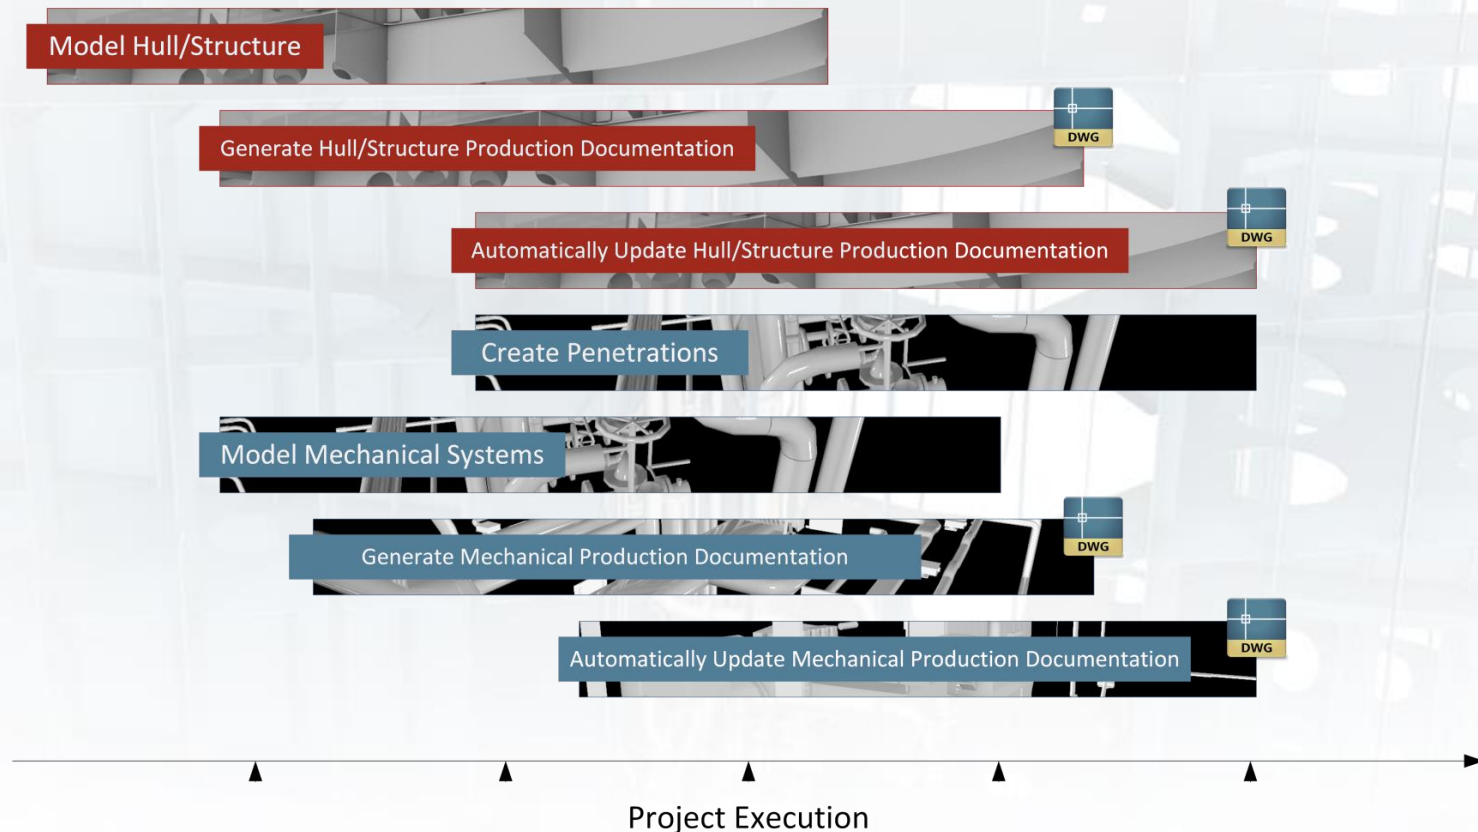 Model Hull/Structure
DWG
Generate Hull/Structure Production Documentation
DWG
Automatically Update Hull/Structure Production Documentation
Create Penetrations
Model Mechanical Systems
DWG
Generate Mechanical Production Documentation
DWG
Automatically Update Mechanical Production Documentation
Project Execution